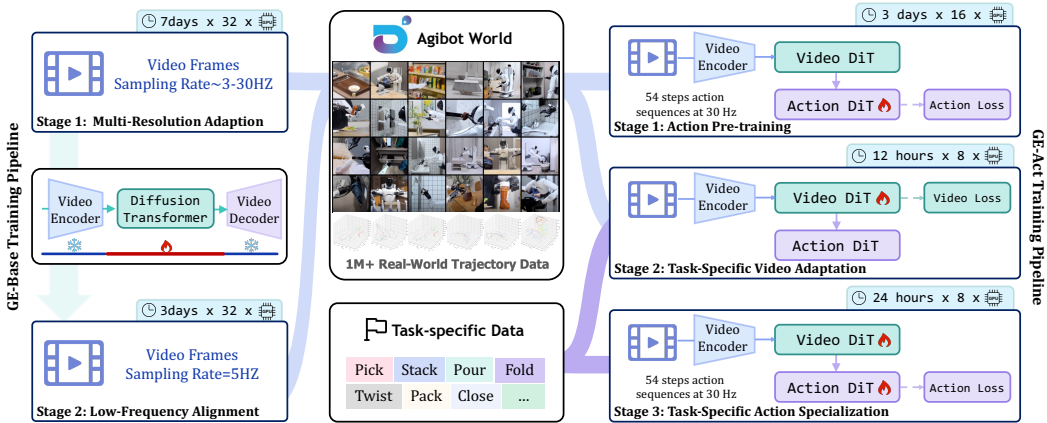 GE-Base Training Pipeline
7days x 32 x GPU
Video Frames
Sampling Rate~3-30HZ
Stage 1: Multi-Resolution Adaption
Video
Encoder
Diffusion
Transformer
Video
Decoder
3days x 32 x GPU
Video Frames
Sampling Rate=5HZ
Stage 2: Low-Frequency Alignment
Agibot World
1M+ Real-World Trajectory Data
Task-specific Data
Pick Stack Pour Fold
Twist Pack Close ...
3 days x 16 x GPU
Video
Encoder
Video DiT
54 steps action
sequences at 30 Hz
Action DiT
Action Loss
Stage 1: Action Pre-training
12 hours x 8 x GPU
Video
Encoder
Video DiT
Video Loss
Action DiT
Stage 2: Task-Specific Video Adaptation
24 hours x 8 x GPU
Video
Encoder
Video DiT
54 steps action
sequences at 30 Hz
Action DiT
Action Loss
Stage 3: Task-Specific Action Specialization
GE-Act Training Pipeline